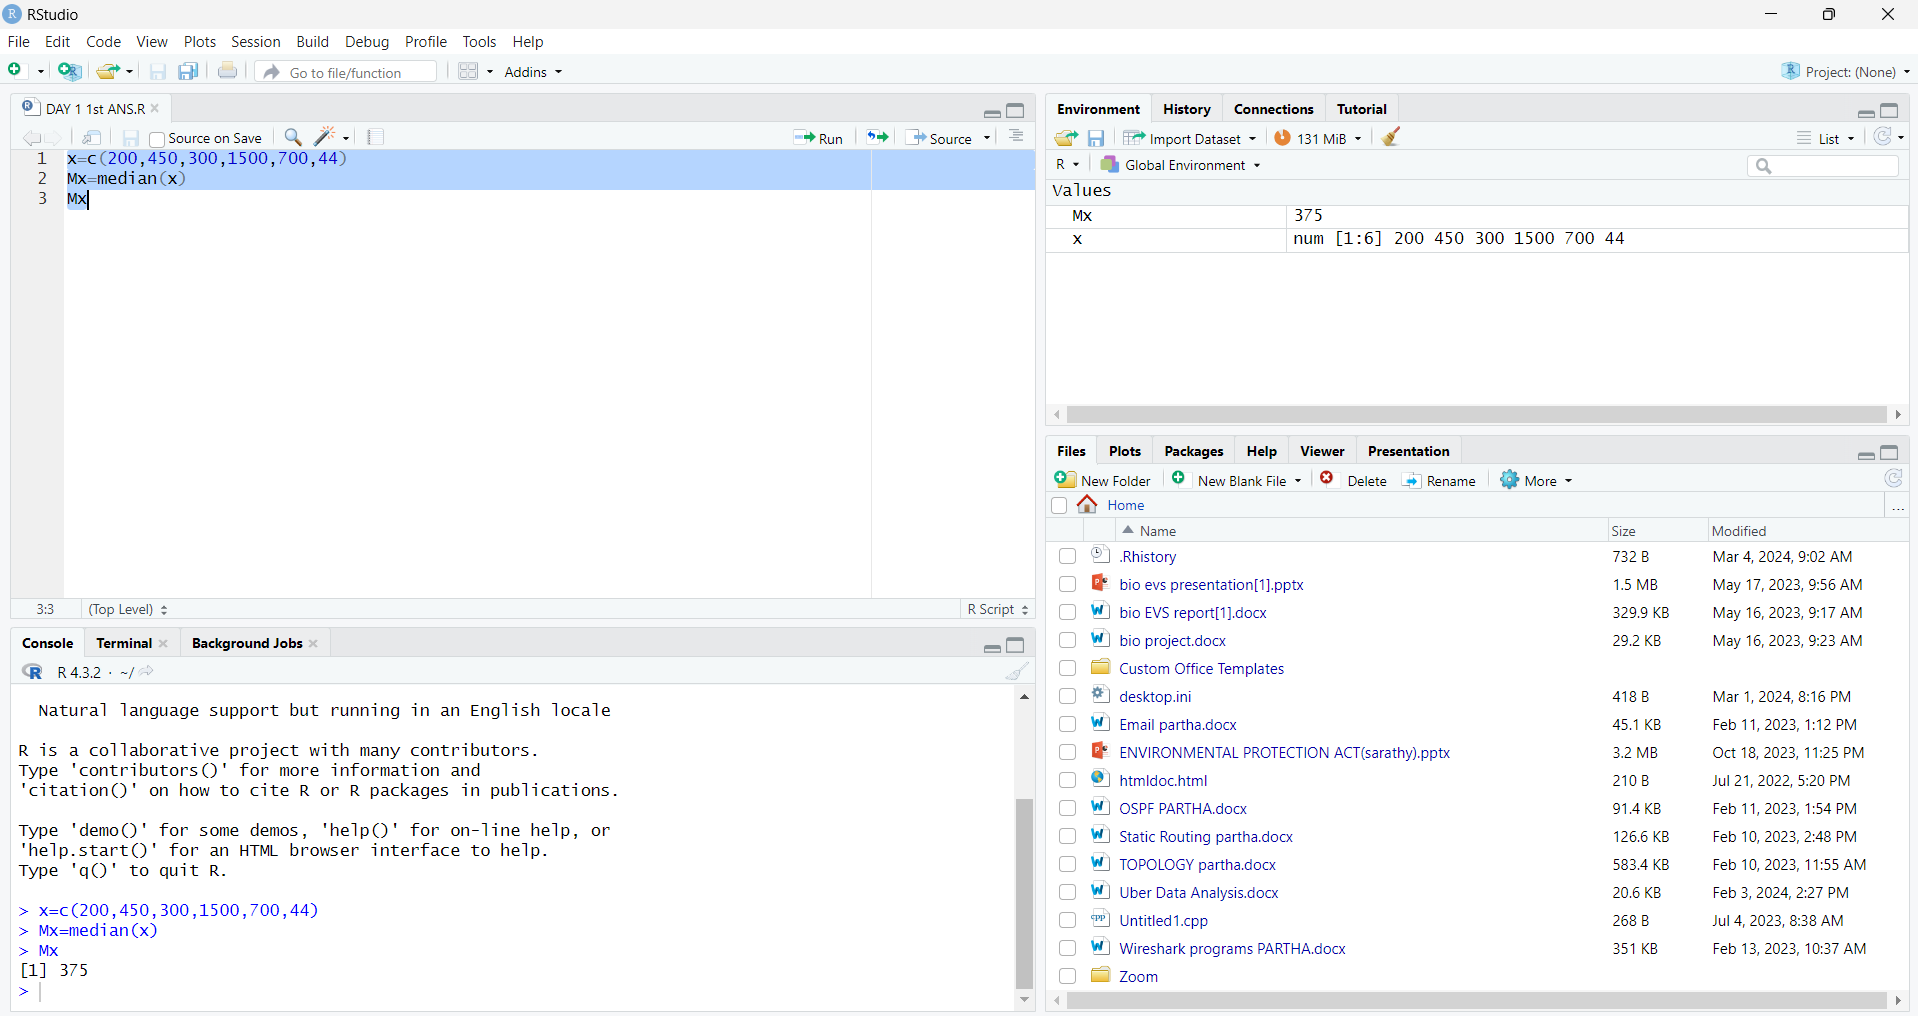 RStudio
File Edit Code View Plots Session Build Debug Profile Tools Help
Go to file/function Addins Project: (None)
DAY 1 1st ANS.R
Source on Save Run Source
1 x=c(200,450,300,1500,700,44)
2 Mx=median(x)
3 Mx
3:3 (Top Level) R Script
Console Terminal Background Jobs
R 4.3.2 · ~/
Natural language support but running in an English locale
R is a collaborative project with many contributors.
Type 'contributors()' for more information and
'citation()' on how to cite R or R packages in publications.
Type 'demo()' for some demos, 'help()' for on-line help, or
'help.start()' for an HTML browser interface to help.
Type 'q()' to quit R.
> x=c(200,450,300,1500,700,44)
> Mx=median(x)
> Mx
[1] 375
>
Environment History Connections Tutorial
Import Dataset 131 MiB List
R Global Environment
Values
Mx 375
x num [1:6] 200 450 300 1500 700 44
Files Plots Packages Help Viewer Presentation
New Folder New Blank File Delete Rename More
Home ...
Name Size Modified
.Rhistory 732 B Mar 4, 2024, 9:02 AM
bio evs presentation[1].pptx 1.5 MB May 17, 2023, 9:56 AM
bio EVS report[1].docx 329.9 KB May 16, 2023, 9:17 AM
bio project.docx 29.2 KB May 16, 2023, 9:23 AM
Custom Office Templates
desktop.ini 418 B Mar 1, 2024, 8:16 PM
Email partha.docx 45.1 KB Feb 11, 2023, 1:12 PM
ENVIRONMENTAL PROTECTION ACT(sarathy).pptx 3.2 MB Oct 18, 2023, 11:25 PM
htmldoc.html 210 B Jul 21, 2022, 5:20 PM
OSPF PARTHA.docx 91.4 KB Feb 11, 2023, 1:54 PM
Static Routing partha.docx 126.6 KB Feb 10, 2023, 2:48 PM
TOPOLOGY partha.docx 583.4 KB Feb 10, 2023, 11:55 AM
Uber Data Analysis.docx 20.6 KB Feb 3, 2024, 2:27 PM
Untitled1.cpp 268 B Jul 4, 2023, 8:38 AM
Wireshark programs PARTHA.docx 351 KB Feb 13, 2023, 10:37 AM
Zoom